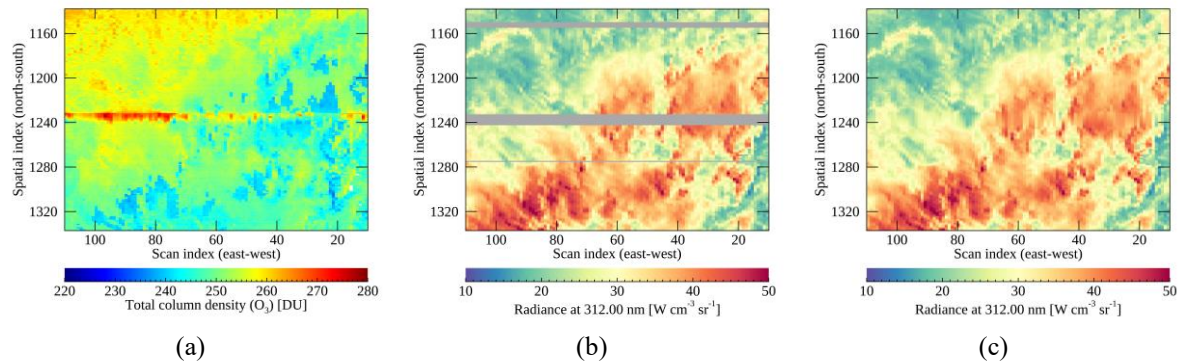 1160
1200
1240
1280
1320
Spatial index (north-south)
100 80 60 40 20
Scan index (east-west)
220 230 240 250 260 270 280
Total column density (O₃) [DU]
(a)
1160
1200
1240
1280
1320
Spatial index (north-south)
100 80 60 40 20
Scan index (east-west)
10 20 30 40 50
Radiance at 312.00 nm [W cm⁻³ sr⁻¹]
(b)
1160
1200
1240
1280
1320
Spatial index (north-south)
100 80 60 40 20
Scan index (east-west)
10 20 30 40 50
Radiance at 312.00 nm [W cm⁻³ sr⁻¹]
(c)